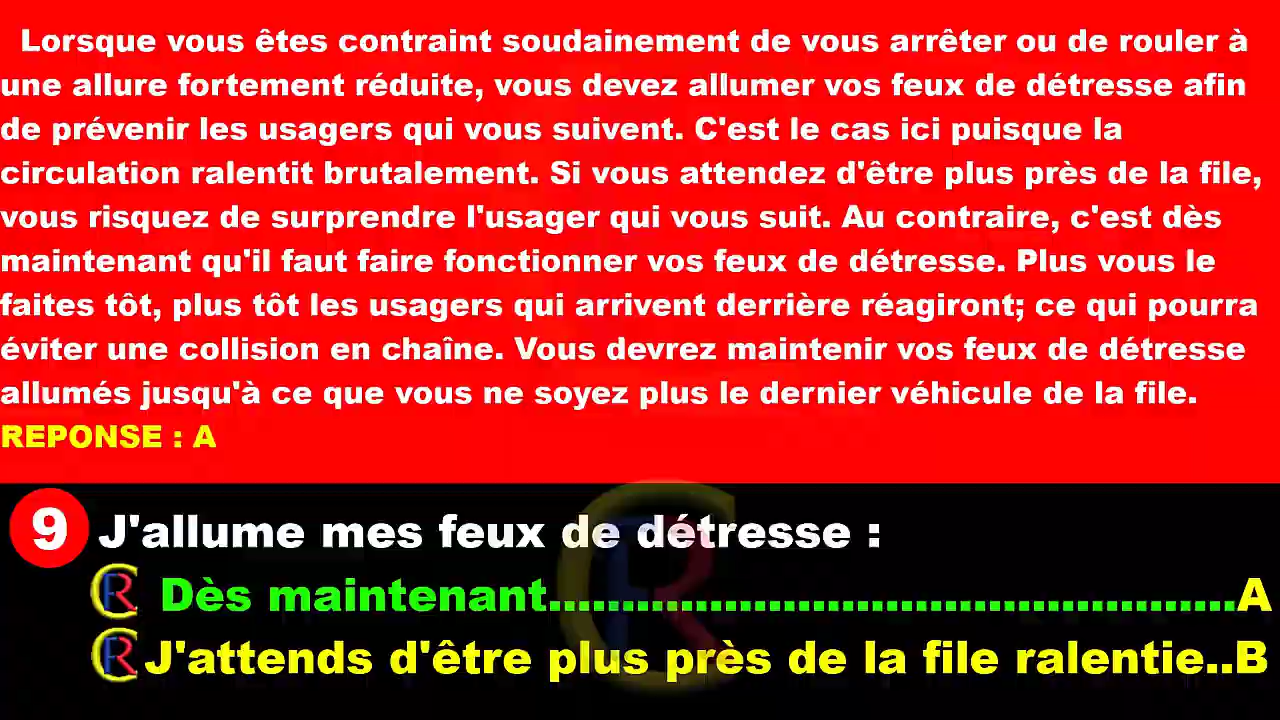 Lorsque vous êtes contraint soudainement de vous arrêter ou de rouler à
une allure fortement réduite, vous devez allumer vos feux de détresse afin
de prévenir les usagers qui vous suivent. C'est le cas ici puisque la
circulation ralentit brutalement. Si vous attendez d'être plus près de la file,
vous risquez de surprendre l'usager qui vous suit. Au contraire, c'est dès
maintenant qu'il faut faire fonctionner vos feux de détresse. Plus vous le
faites tôt, plus tôt les usagers qui arrivent derrière réagiront; ce qui pourra
éviter une collision en chaîne. Vous devrez maintenir vos feux de détresse
allumés jusqu'à ce que vous ne soyez plus le dernier véhicule de la file.
REPONSE : A
9 J'allume mes feux de détresse :
CR Dès maintenant...............................................A
CR J'attends d'être plus près de la file ralentie..B